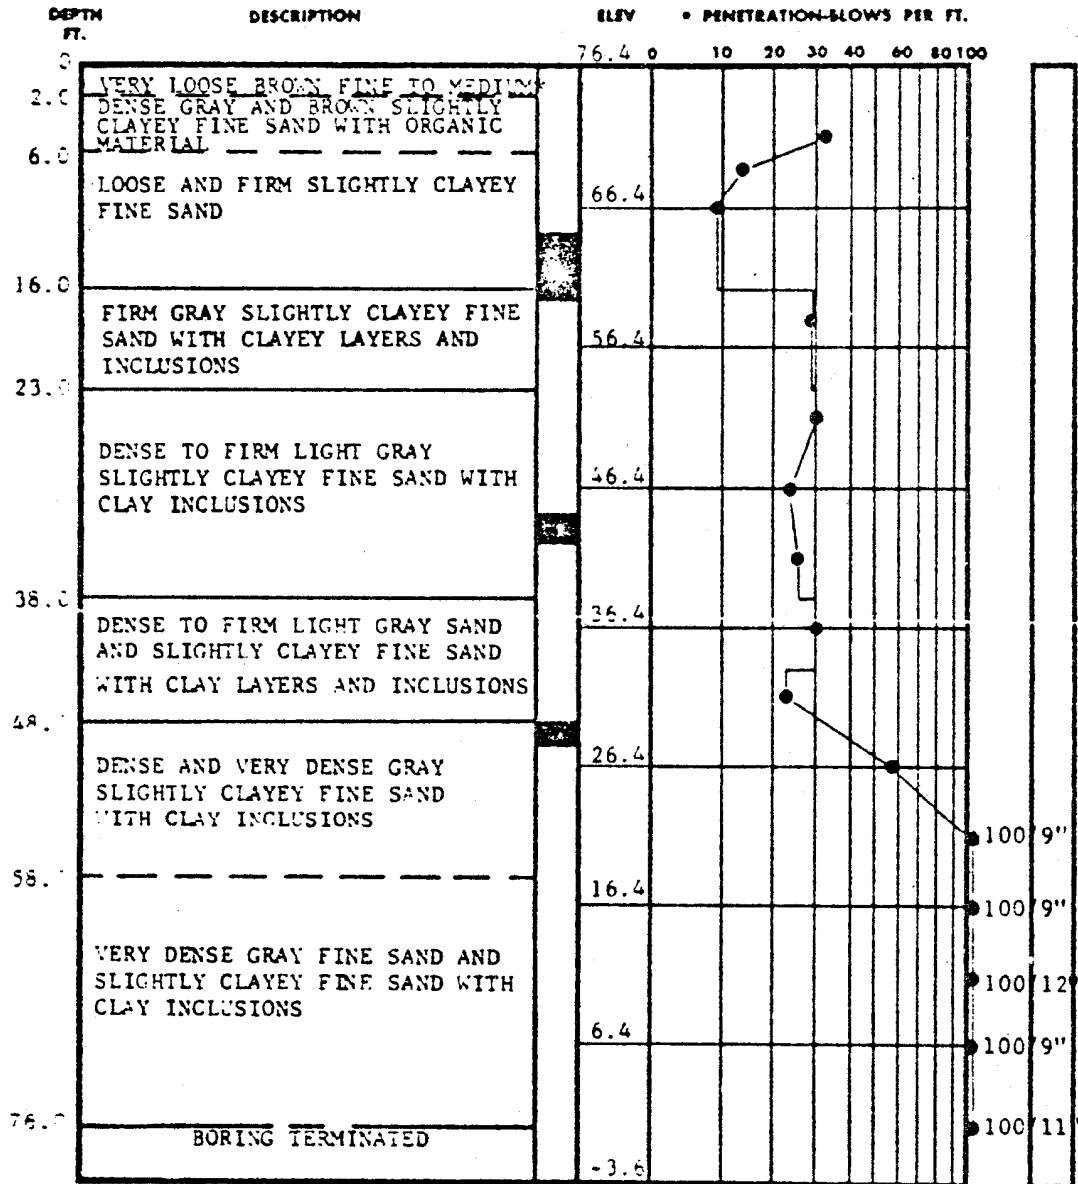 DEPTH FT. DESCRIPTION ELEV • PENETRATION-BLOWS PER FT.
0 76.4 0 10 20 30 40 60 80 100
VERY LOOSE BROWN FINE TO MEDIUM*
2.0
DENSE GRAY AND BROWN SLIGHTLY
CLAYEY FINE SAND WITH ORGANIC
MATERIAL
6.0
LOOSE AND FIRM SLIGHTLY CLAYEY
FINE SAND
66.4
16.0
FIRM GRAY SLIGHTLY CLAYEY FINE
SAND WITH CLAYEY LAYERS AND
INCLUSIONS
56.4
23.0
DENSE TO FIRM LIGHT GRAY
SLIGHTLY CLAYEY FINE SAND WITH
CLAY INCLUSIONS
46.4
38.0
DENSE TO FIRM LIGHT GRAY SAND
AND SLIGHTLY CLAYEY FINE SAND
WITH CLAY LAYERS AND INCLUSIONS
36.4
48.
DENSE AND VERY DENSE GRAY
SLIGHTLY CLAYEY FINE SAND
WITH CLAY INCLUSIONS
26.4
100/9"
58.
16.4
100/9"
VERY DENSE GRAY FINE SAND AND
SLIGHTLY CLAYEY FINE SAND WITH
CLAY INCLUSIONS
100/12"
6.4
100/9"
76.
BORING TERMINATED
100/11"
-3.6